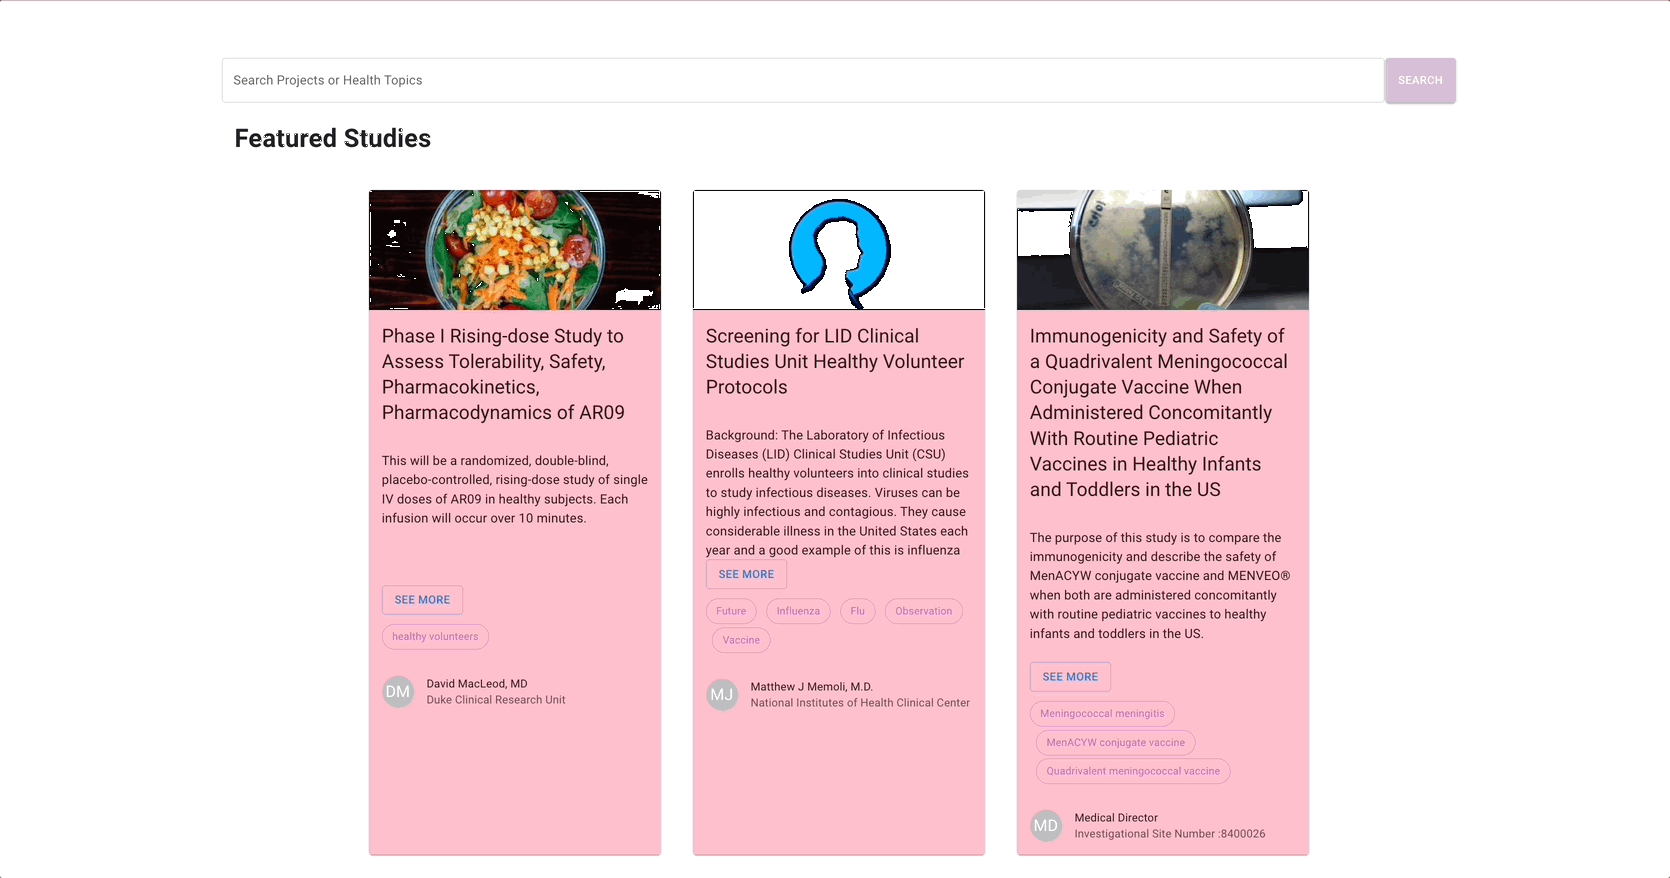 Search Projects or Health Topics
SEARCH
Featured Studies
Phase I Rising-dose Study to
Assess Tolerability, Safety,
Pharmacokinetics,
Pharmacodynamics of AR09
This will be a randomized, double-blind,
placebo-controlled, rising-dose study of single
IV doses of AR09 in healthy subjects. Each
infusion will occur over 10 minutes.
SEE MORE
healthy volunteers
DM
David MacLeod, MD
Duke Clinical Research Unit
Screening for LID Clinical
Studies Unit Healthy Volunteer
Protocols
Background: The Laboratory of Infectious
Diseases (LID) Clinical Studies Unit (CSU)
enrolls healthy volunteers into clinical studies
to study infectious diseases. Viruses can be
highly infectious and contagious. They cause
considerable illness in the United States each
year and a good example of this is influenza
SEE MORE
Future Influenza Flu Observation
Vaccine
MJ
Matthew J Memoli, M.D.
National Institutes of Health Clinical Center
Immunogenicity and Safety of
a Quadrivalent Meningococcal
Conjugate Vaccine When
Administered Concomitantly
With Routine Pediatric
Vaccines in Healthy Infants
and Toddlers in the US
The purpose of this study is to compare the
immunogenicity and describe the safety of
MenACYW conjugate vaccine and MENVEO®
when both are administered concomitantly
with routine pediatric vaccines to healthy
infants and toddlers in the US.
SEE MORE
Meningococcal meningitis
MenACYW conjugate vaccine
Quadrivalent meningococcal vaccine
MD
Medical Director
Investigational Site Number :8400026